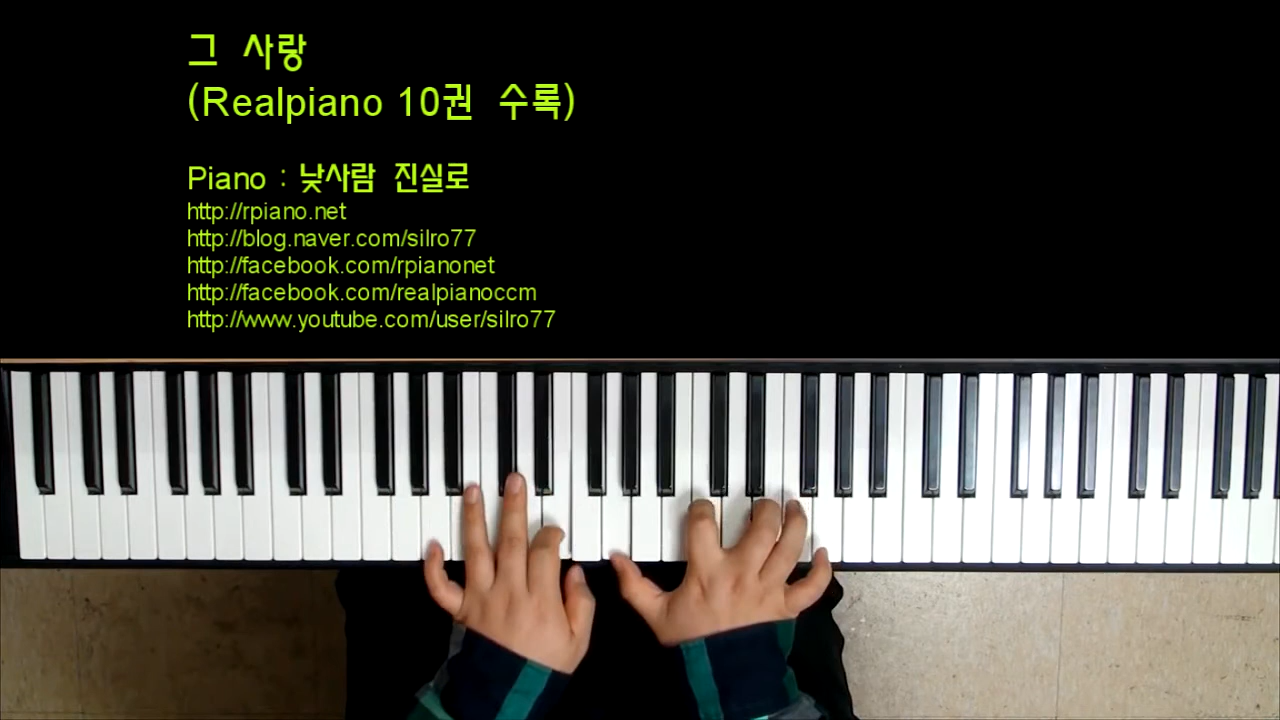 그 사랑
(Realpiano 10권 수록)
Piano : 낮사람 진실로
http://rpiano.net
http://blog.naver.com/silro77
http://facebook.com/rpianonet
http://facebook.com/realpianoccm
http://www.youtube.com/user/silro77